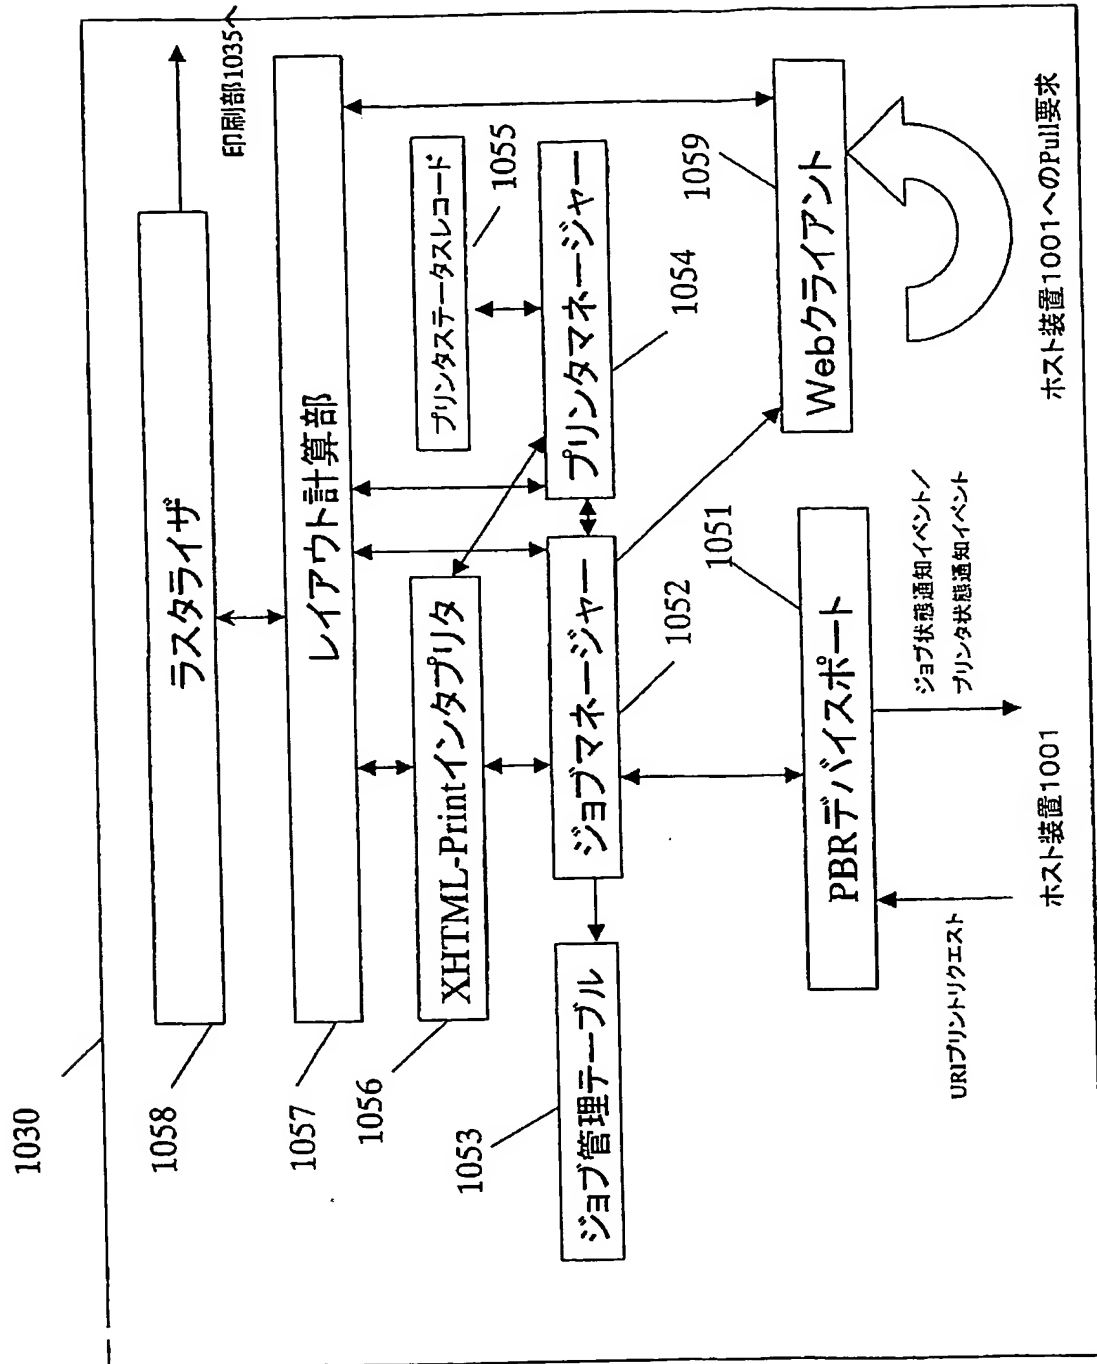 1030
1058
ラスタライザ
印刷部1035へ
1057
レイアウト計算部
1056
XHTML-Printインタプリタ
プリンタステータスレコード
1055
1053
ジョブ管理テーブル
ジョブマネージャー
1052
プリンタマネージャー
1054
1051
PBRデバイスポート
1059
Webクライアント
URIプリントリクエスト
ジョブ状態通知イベント／
プリンタ状態通知イベント
ホスト装置1001
ホスト装置1001へのPull要求